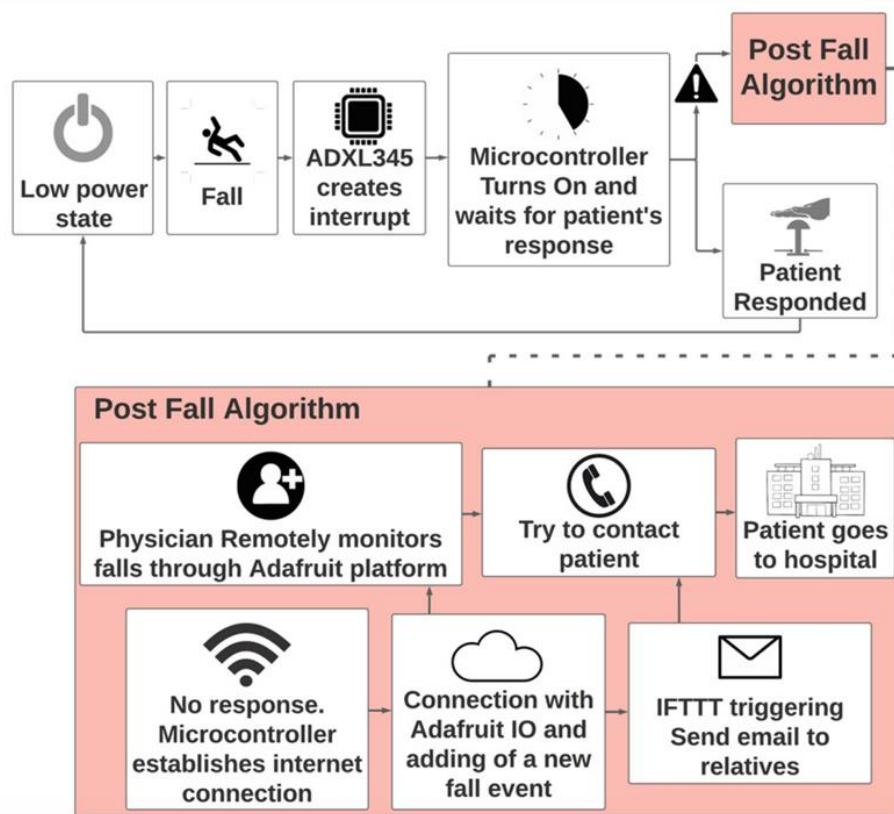 Post Fall
Algorithm
Low power
state
Fall
ADXL345
creates
interrupt
Microcontroller
Turns On and
waits for patient's
response
Patient
Responded
Post Fall Algorithm
Physician Remotely monitors
falls through Adafruit platform
Try to contact
patient
Patient goes
to hospital
No response.
Microcontroller
establishes internet
connection
Connection with
Adafruit IO and
adding of a new
fall event
IFTTT triggering
Send email to
relatives